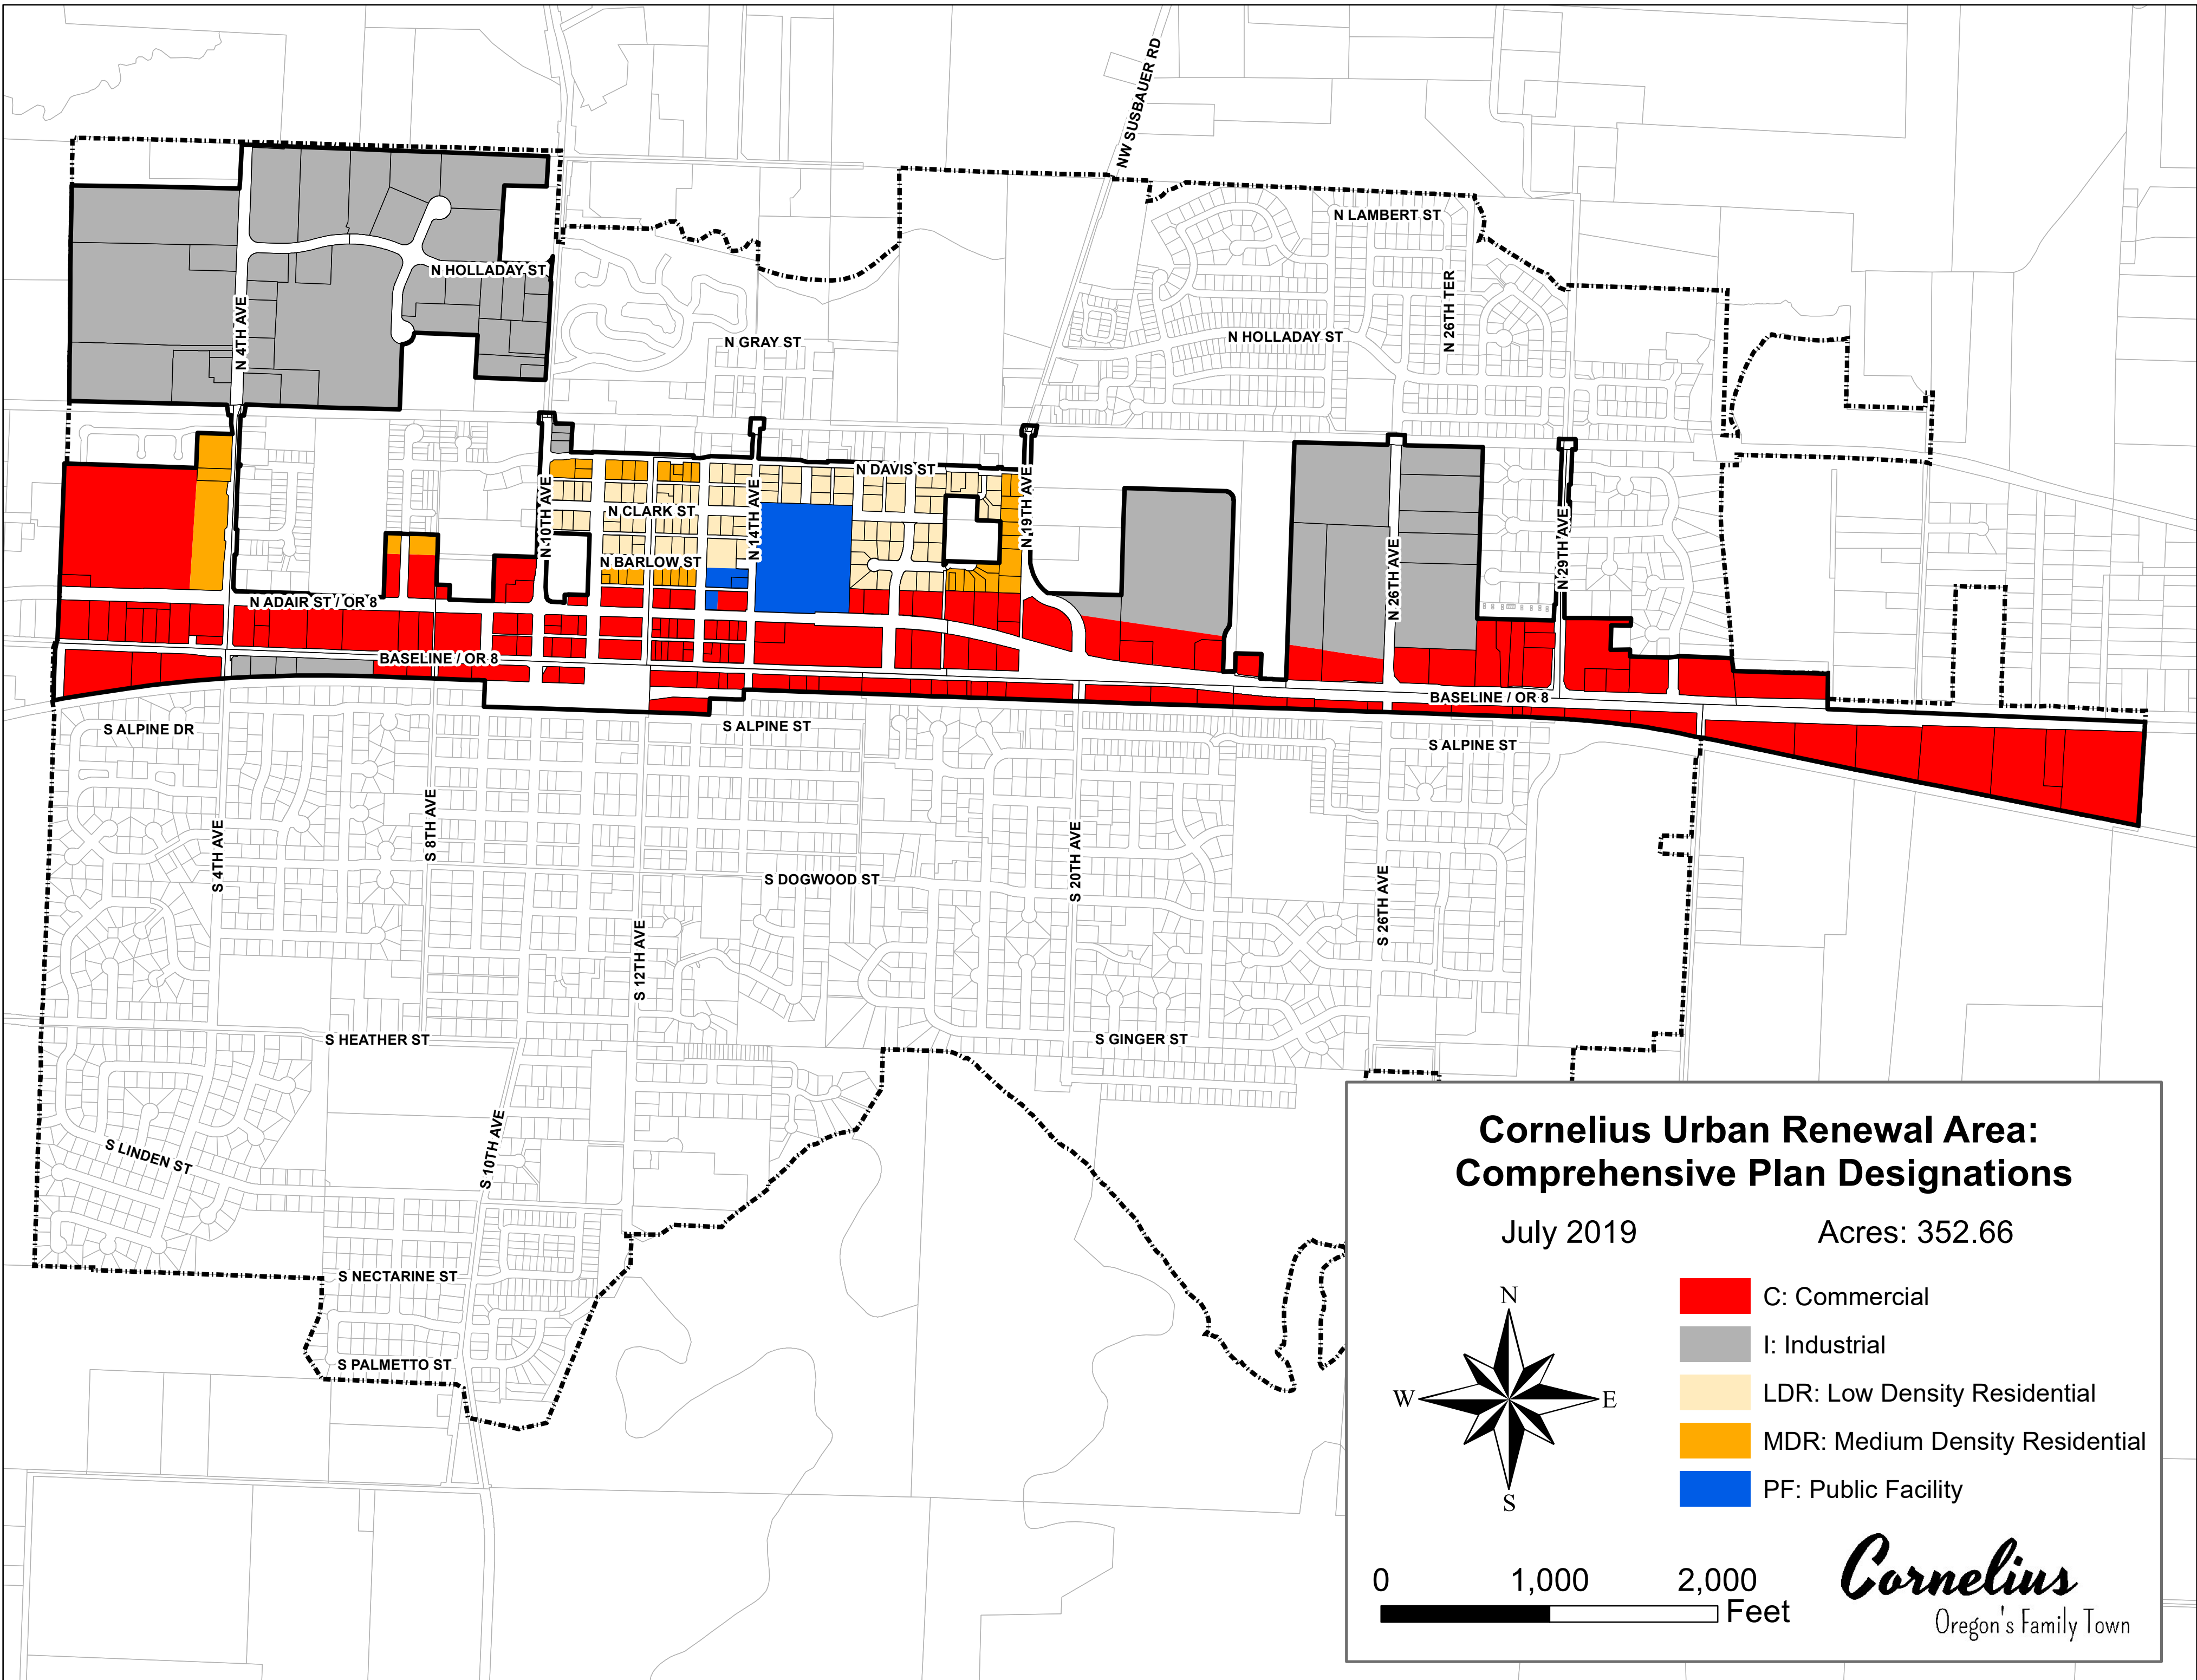 NW SUSBAUER RD
N LAMBERT ST
N HOLLADAY ST
N 26TH TER
N 4TH AVE
N GRAY ST
N HOLLADAY ST
N DAVIS ST
N 10TH AVE
N CLARK ST
N 14TH AVE
N 19TH AVE
N BARLOW ST
N 26TH AVE
N 29TH AVE
N ADAIR ST / OR 8
BASELINE / OR 8
BASELINE / OR 8
S ALPINE DR
S ALPINE ST
S ALPINE ST
S 8TH AVE
S 4TH AVE
S 20TH AVE
S DOGWOOD ST
S 26TH AVE
S 12TH AVE
S HEATHER ST
S GINGER ST
S 10TH AVE
S LINDEN ST
S NECTARINE ST
S PALMETTO ST
Cornelius Urban Renewal Area:
Comprehensive Plan Designations
July 2019 Acres: 352.66
N
W E
S
C: Commercial
I: Industrial
LDR: Low Density Residential
MDR: Medium Density Residential
PF: Public Facility
0 1,000 2,000
Feet
Cornelius
Oregon's Family Town